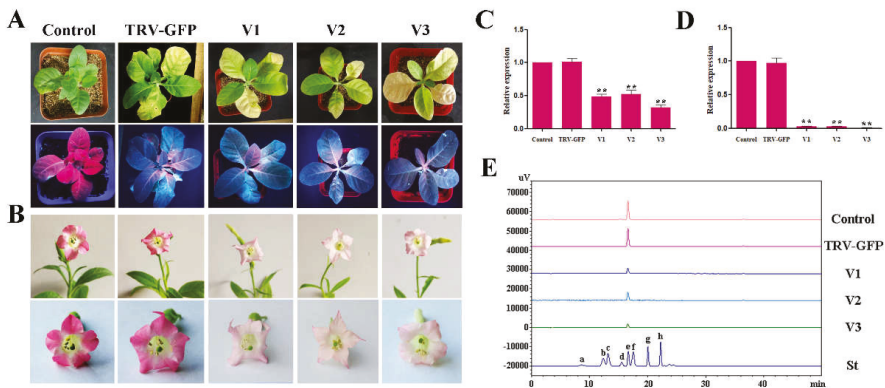 A Control TRV-GFP V1 V2 V3
B
C
Relative expression
1.5
1.0
0.5
0.0
** ** **
Control TRV-GFP V1 V2 V3
D
Relative expression
1.5
1.0
0.5
0.0
** ** **
Control TRV-GFP V1 V2 V3
E
uV
70000
60000
50000
40000
30000
20000
10000
0
-10000
-20000
Control
TRV-GFP
V1
V2
V3
St
a b c d e f g h
0 10 20 30 40 min